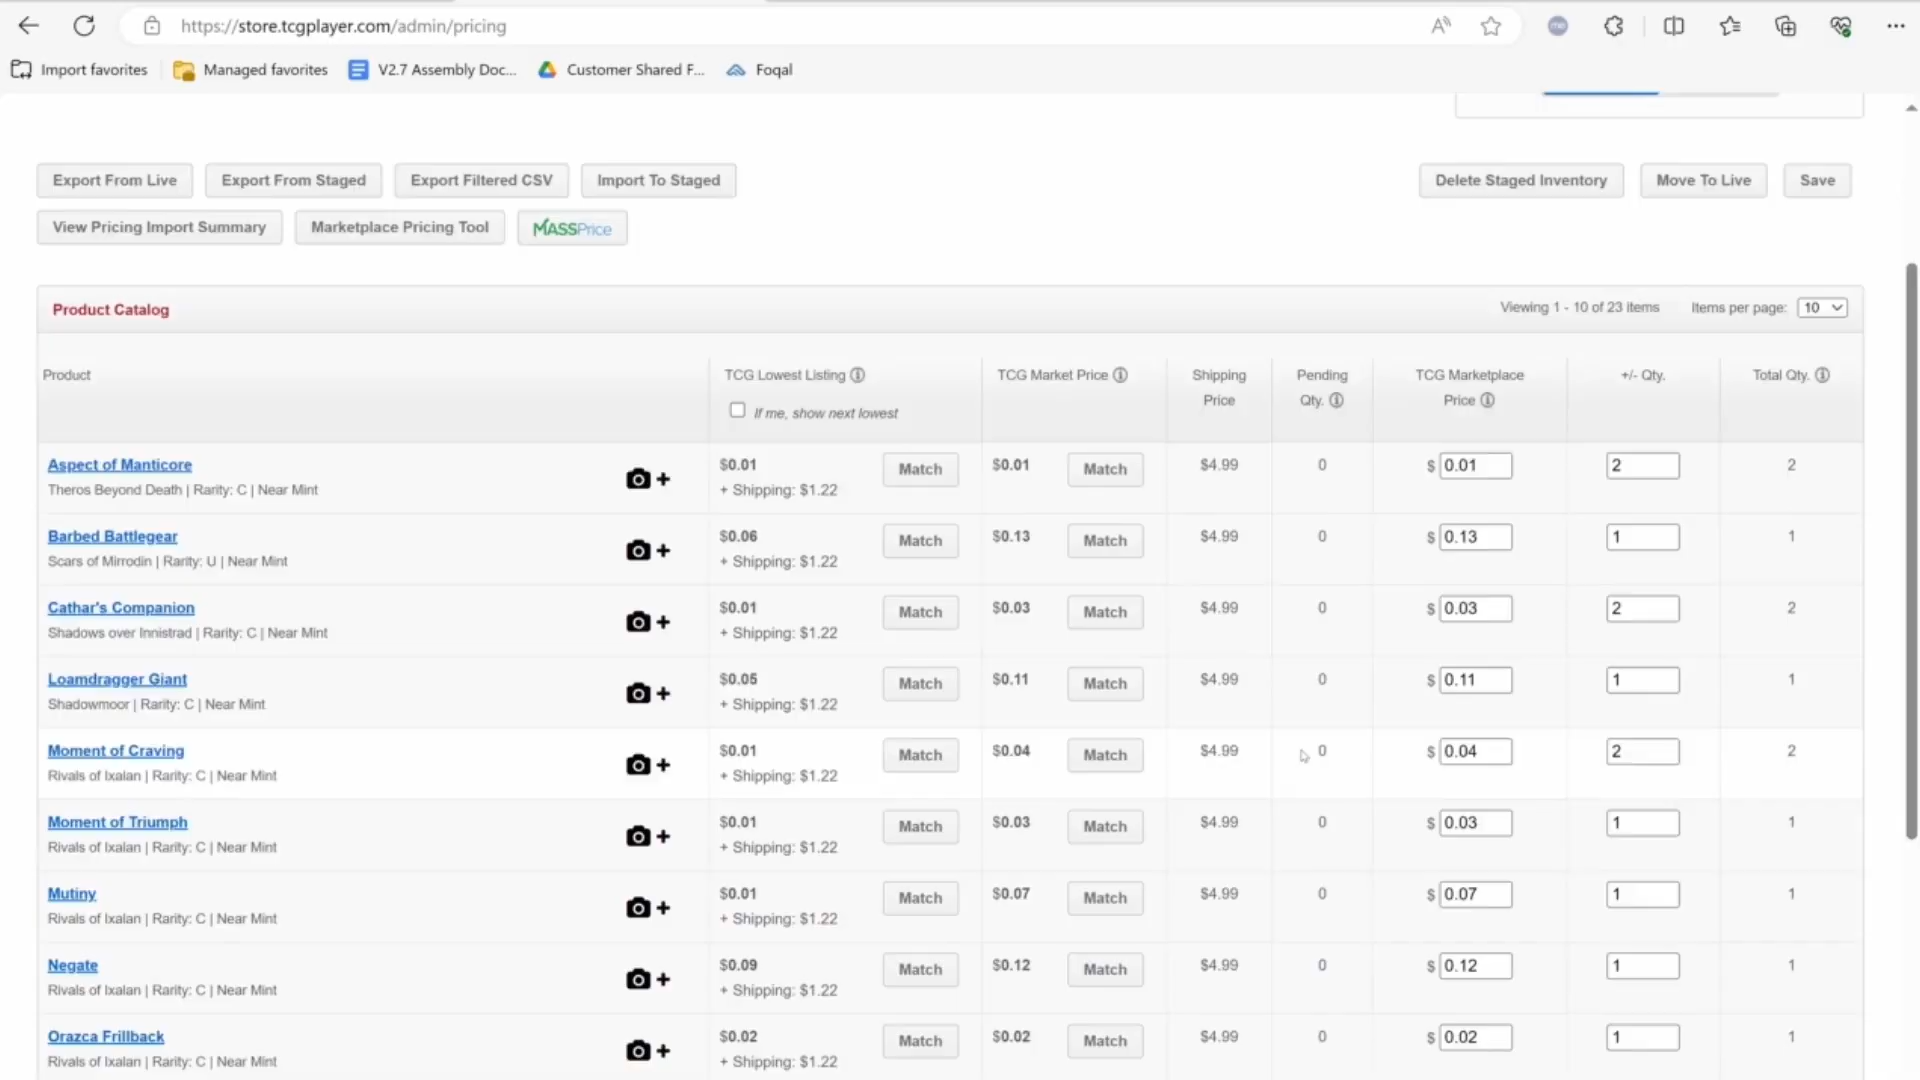 https://store.tcgplayer.com/admin/pricing
Import favorites Managed favorites V2.7 Assembly Doc... Customer Shared F... Foqal
Export From Live Export From Staged Export Filtered CSV Import To Staged Delete Staged Inventory Move To Live Save
View Pricing Import Summary Marketplace Pricing Tool MASSPrice
Product Catalog Viewing 1 - 10 of 23 items Items per page: 10
Product TCG Lowest Listing TCG Market Price Shipping Price Pending Qty. TCG Marketplace Price +/- Qty. Total Qty.
If me, show next lowest
Aspect of Manticore $0.01 Match $0.01 Match $4.99 0 $ 0.01 2 2
Theros Beyond Death | Rarity: C | Near Mint + Shipping: $1.22
Barbed Battlegear $0.06 Match $0.13 Match $4.99 0 $ 0.13 1 1
Scars of Mirrodin | Rarity: U | Near Mint + Shipping: $1.22
Cathar's Companion $0.01 Match $0.03 Match $4.99 0 $ 0.03 2 2
Shadows over Innistrad | Rarity: C | Near Mint + Shipping: $1.22
Loamdragger Giant $0.05 Match $0.11 Match $4.99 0 $ 0.11 1 1
Shadowmoor | Rarity: C | Near Mint + Shipping: $1.22
Moment of Craving $0.01 Match $0.04 Match $4.99 0 $ 0.04 2 2
Rivals of Ixalan | Rarity: C | Near Mint + Shipping: $1.22
Moment of Triumph $0.01 Match $0.03 Match $4.99 0 $ 0.03 1 1
Rivals of Ixalan | Rarity: C | Near Mint + Shipping: $1.22
Mutiny $0.01 Match $0.07 Match $4.99 0 $ 0.07 1 1
Rivals of Ixalan | Rarity: C | Near Mint + Shipping: $1.22
Negate $0.09 Match $0.12 Match $4.99 0 $ 0.12 1 1
Rivals of Ixalan | Rarity: C | Near Mint + Shipping: $1.22
Orazca Frillback $0.02 Match $0.02 Match $4.99 0 $ 0.02 1 1
Rivals of Ixalan | Rarity: C | Near Mint + Shipping: $1.22